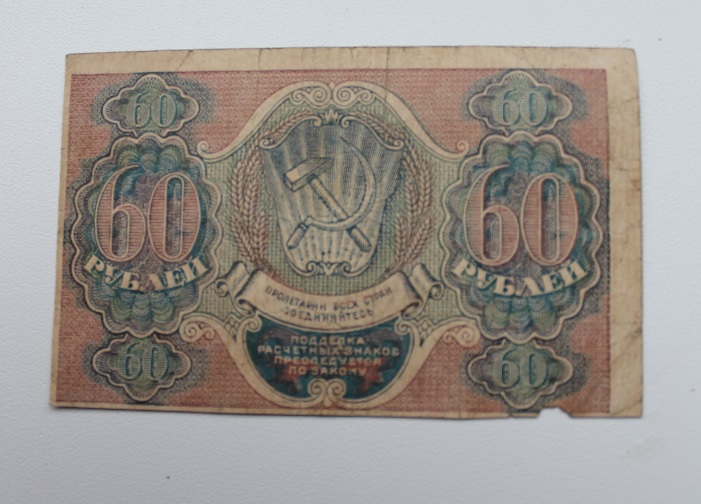 60
60
60
РУБЛЕЙ
60
РУБЛЕЙ
ПРОЛЕТАРИИ ВСЕХ СТРАН
СОЕДИНЯЙТЕСЬ
ПОДДЕЛКА
РАСЧЕТНЫХ ЗНАКОВ
ПРЕСЛЕДУЕТСЯ
ПО ЗАКОНУ
60
60